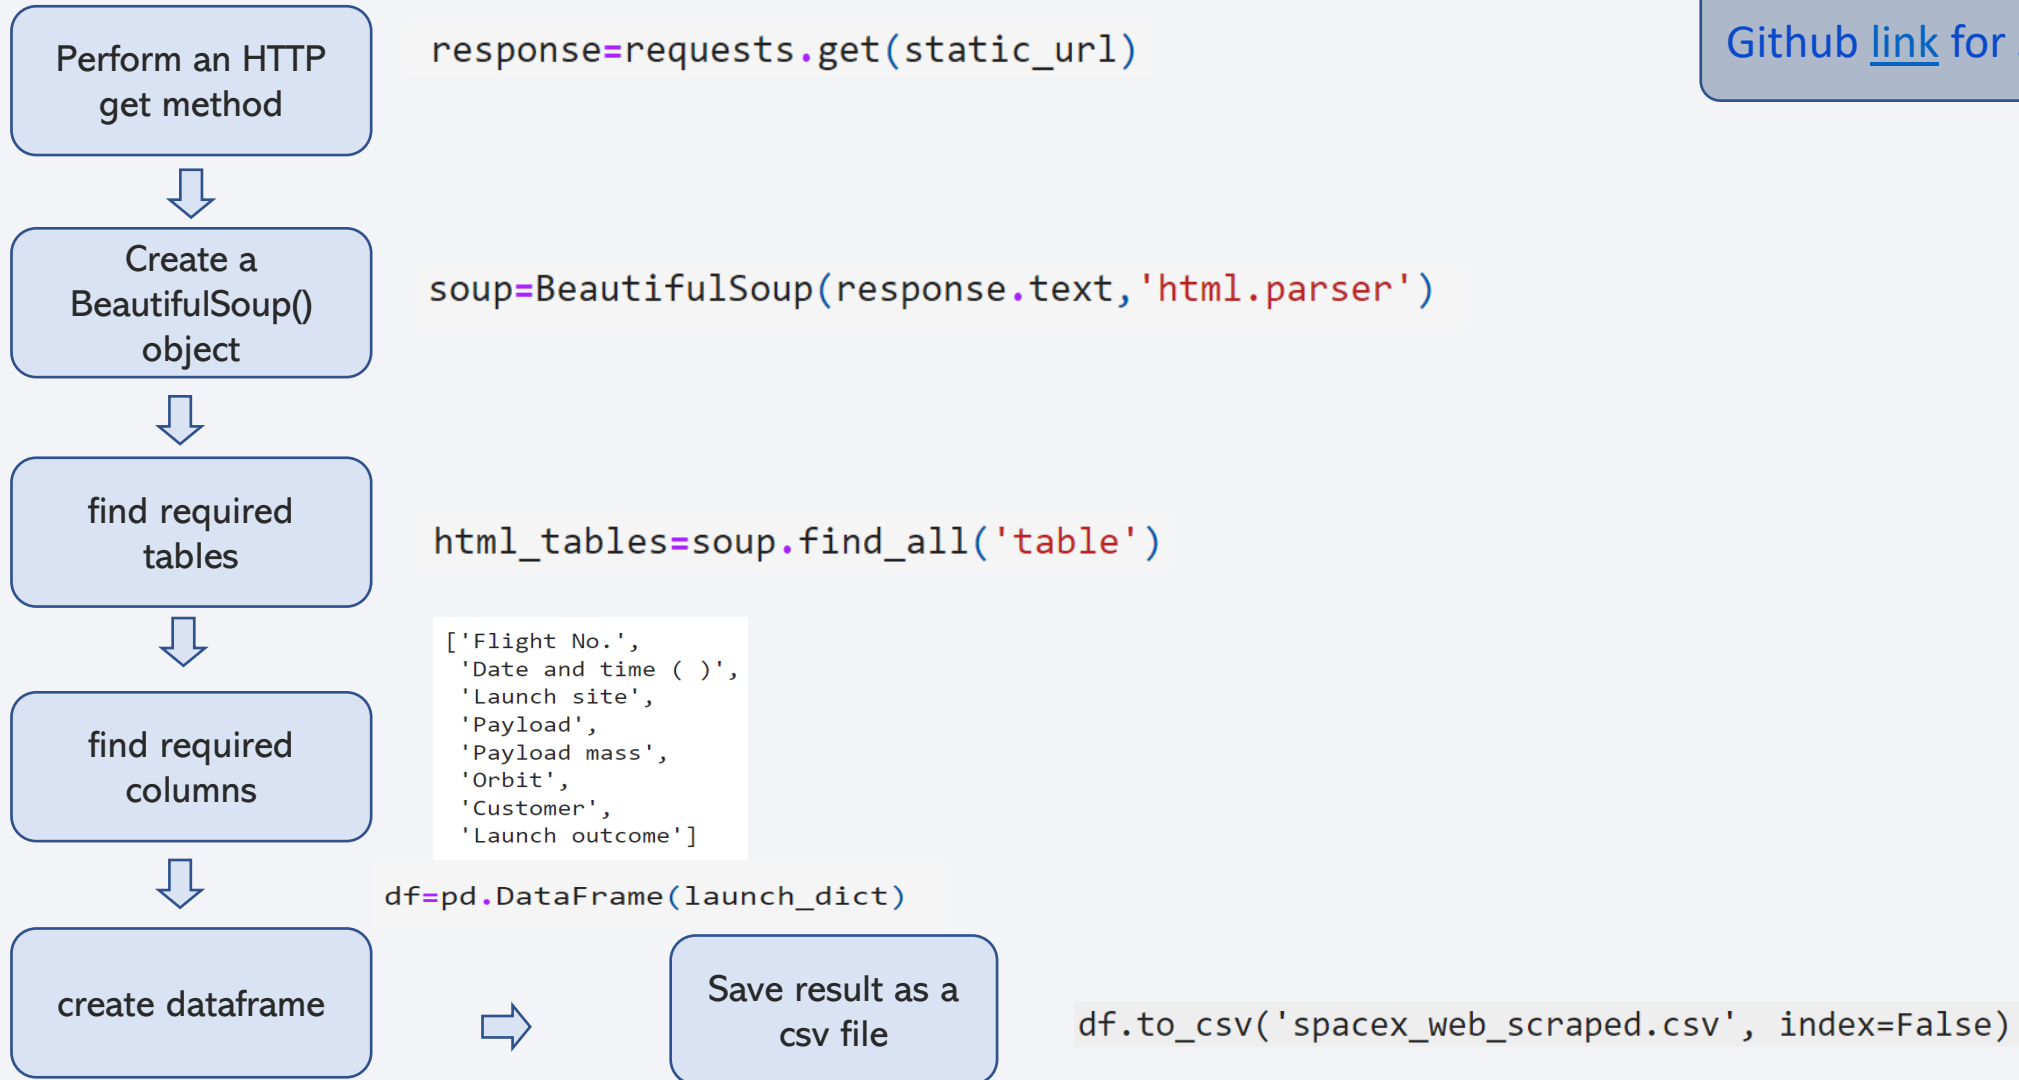 Perform an HTTP
get method
response=requests.get(static_url)
Github link for
Create a
BeautifulSoup()
object
soup=BeautifulSoup(response.text,'html.parser')
find required
tables
html_tables=soup.find_all('table')
find required
columns
['Flight No.',
'Date and time ( )',
'Launch site',
'Payload',
'Payload mass',
'Orbit',
'Customer',
'Launch outcome']
df=pd.DataFrame(launch_dict)
create dataframe
Save result as a
csv file
df.to_csv('spacex_web_scraped.csv', index=False)